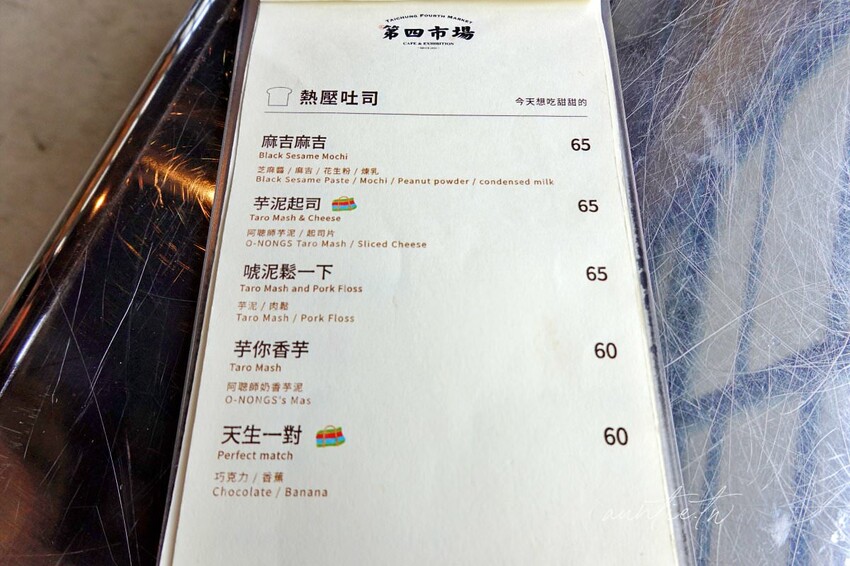 TAICHUNG FOURTH MARKET
第四市場
CAFE & EXHIBITION
熱壓吐司 今天想吃甜甜的
麻吉麻吉 65
Black Sesame Mochi
芝麻醬 / 麻吉 / 花生粉 / 煉乳
Black Sesame Paste / Mochi / Peanut powder / condensed milk
芋泥起司 65
Taro Mash & Cheese
阿聰師芋泥 / 起司片
O-NONGS Taro Mash / Sliced Cheese
唬泥鬆一下 65
Taro Mash and Pork Floss
芋泥 / 肉鬆
Taro Mash / Pork Floss
芋你香芋 60
Taro Mash
阿聰師奶香芋泥
O-NONGS's Mas
天生一對 60
Perfect match
巧克力 / 香蕉
Chocolate / Banana
auntie.tw